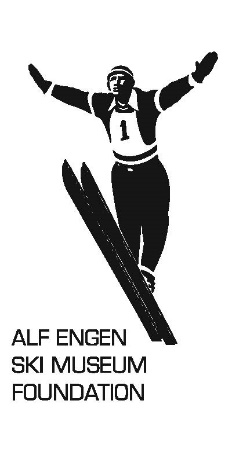 1
ALF ENGEN
SKI MUSEUM
FOUNDATION